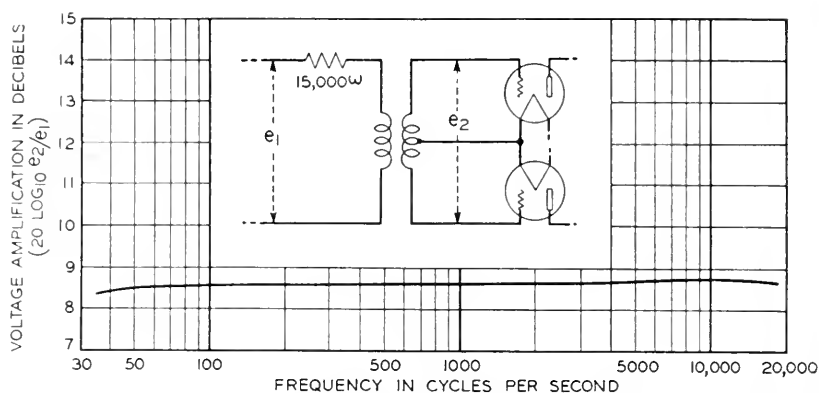 VOLTAGE AMPLIFICATION IN DECIBELS
(20 LOG10 e2/e1)
15
14
13
12
11
10
9
8
7
15,000ω
e1
e2
30
50
100
500
1000
5000
10,000
20,000
FREQUENCY IN CYCLES PER SECOND